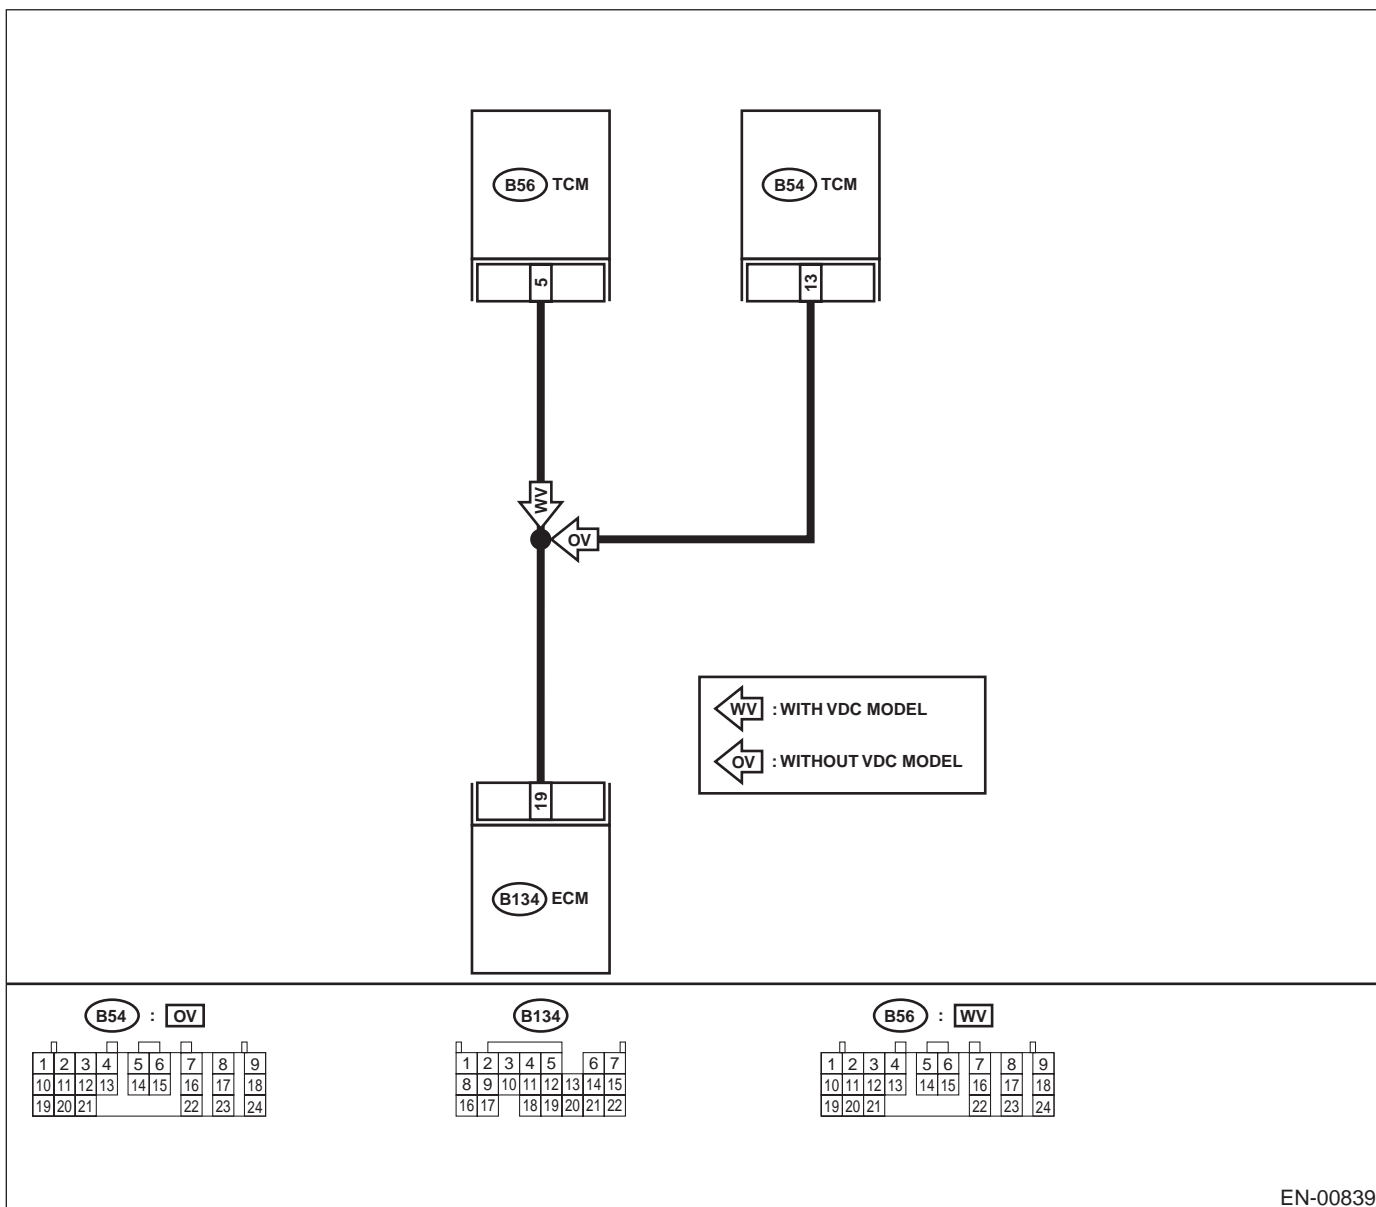 B56 TCM
B54 TCM
5
13
WV
OV
WV : WITH VDC MODEL
OV : WITHOUT VDC MODEL
19
B134 ECM
B54 : OV
1 2 3 4 5 6 7 8 9
10 11 12 13 14 15 16 17 18
19 20 21 22 23 24
B134
1 2 3 4 5 6 7
8 9 10 11 12 13 14 15
16 17 18 19 20 21 22
B56 : WV
1 2 3 4 5 6 7 8 9
10 11 12 13 14 15 16 17 18
19 20 21 22 23 24
EN-00839